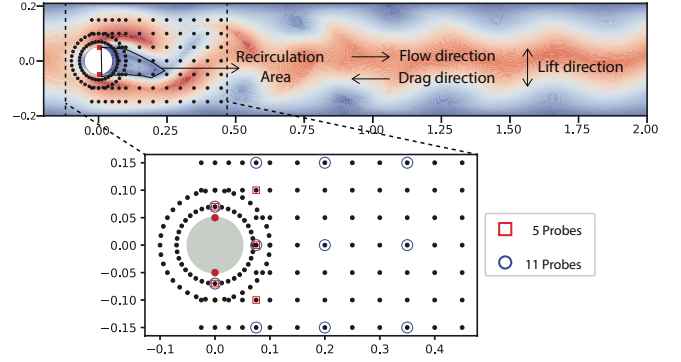 0.2
0.0
−0.2
Recirculation
Area
Flow direction
Drag direction
Lift direction
0.00 0.25 0.50 0.75 1.00 1.25 1.50 1.75 2.00
0.15
0.10
0.05
0.00
−0.05
−0.10
−0.15
−0.1 0.0 0.1 0.2 0.3 0.4
5 Probes
11 Probes